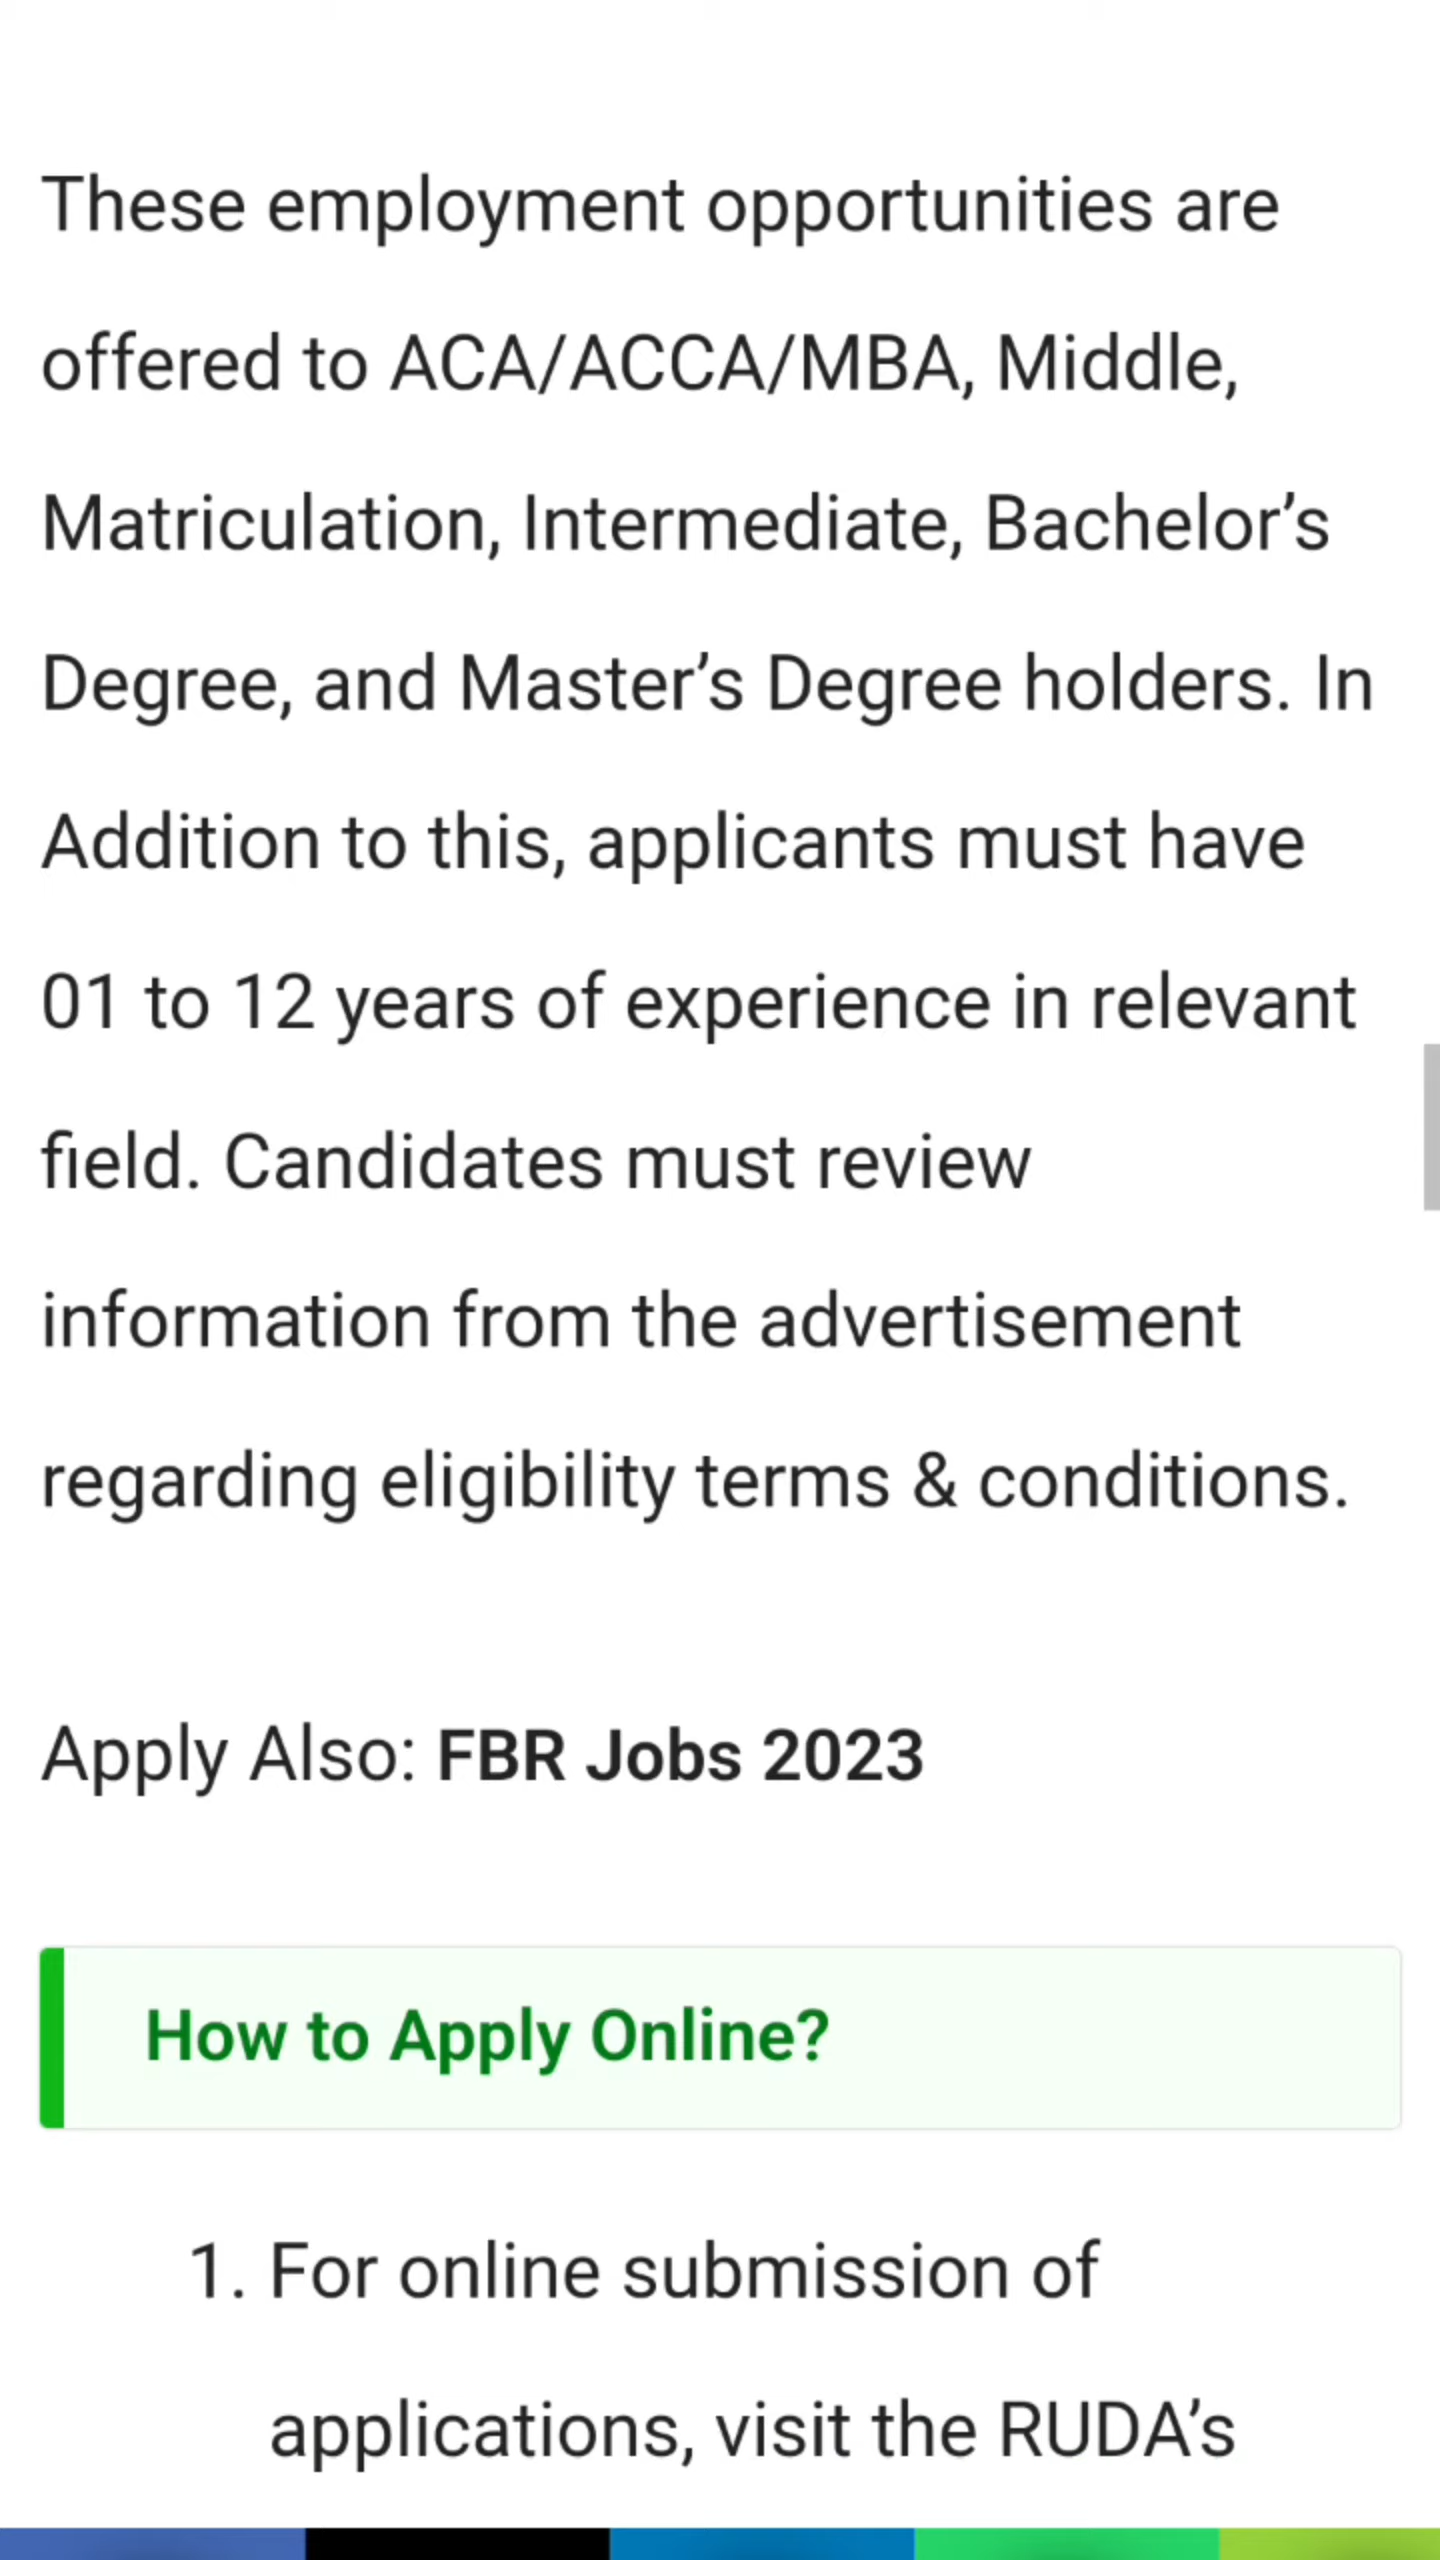 These employment opportunities are
offered to ACA/ACCA/MBA, Middle,
Matriculation, Intermediate, Bachelor’s
Degree, and Master’s Degree holders. In
Addition to this, applicants must have
01 to 12 years of experience in relevant
field. Candidates must review
information from the advertisement
regarding eligibility terms & conditions.
Apply Also: FBR Jobs 2023
How to Apply Online?
1. For online submission of
applications, visit the RUDA’s